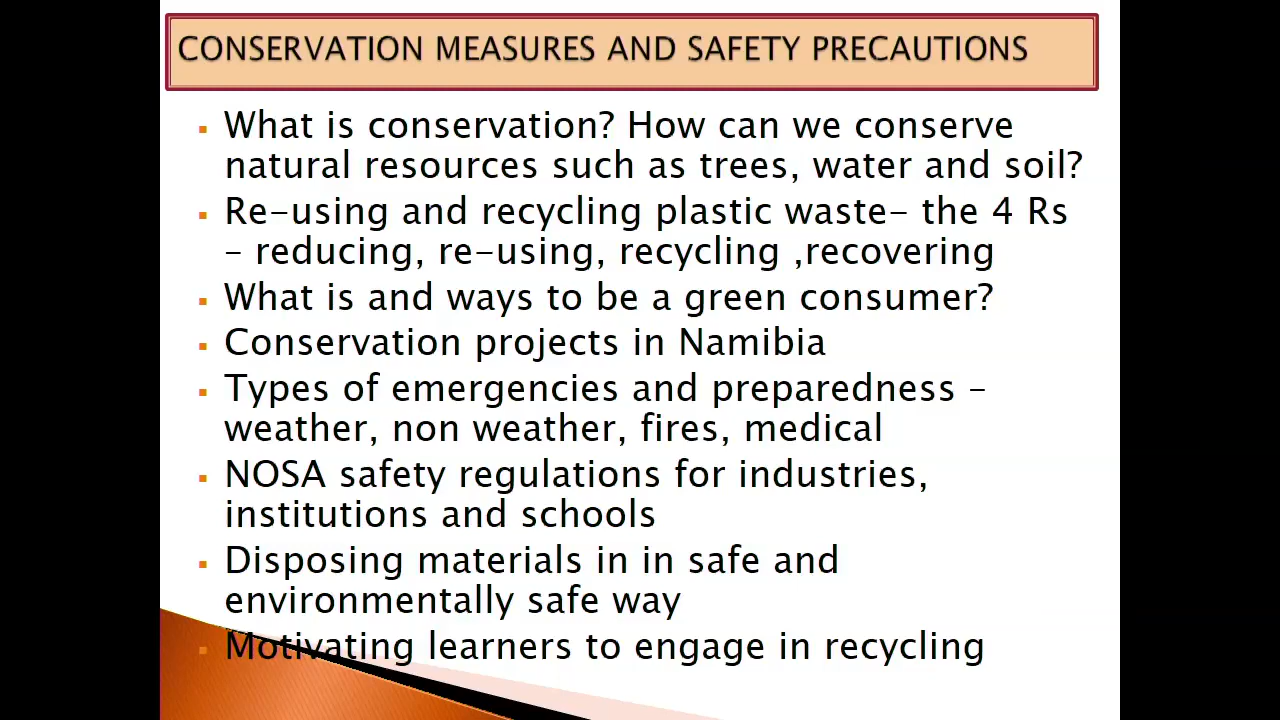 CONSERVATION MEASURES AND SAFETY PRECAUTIONS
▪ What is conservation? How can we conserve
natural resources such as trees, water and soil?
▪ Re-using and recycling plastic waste- the 4 Rs
- reducing, re-using, recycling ,recovering
▪ What is and ways to be a green consumer?
▪ Conservation projects in Namibia
▪ Types of emergencies and preparedness -
weather, non weather, fires, medical
▪ NOSA safety regulations for industries,
institutions and schools
▪ Disposing materials in in safe and
environmentally safe way
▪ Motivating learners to engage in recycling